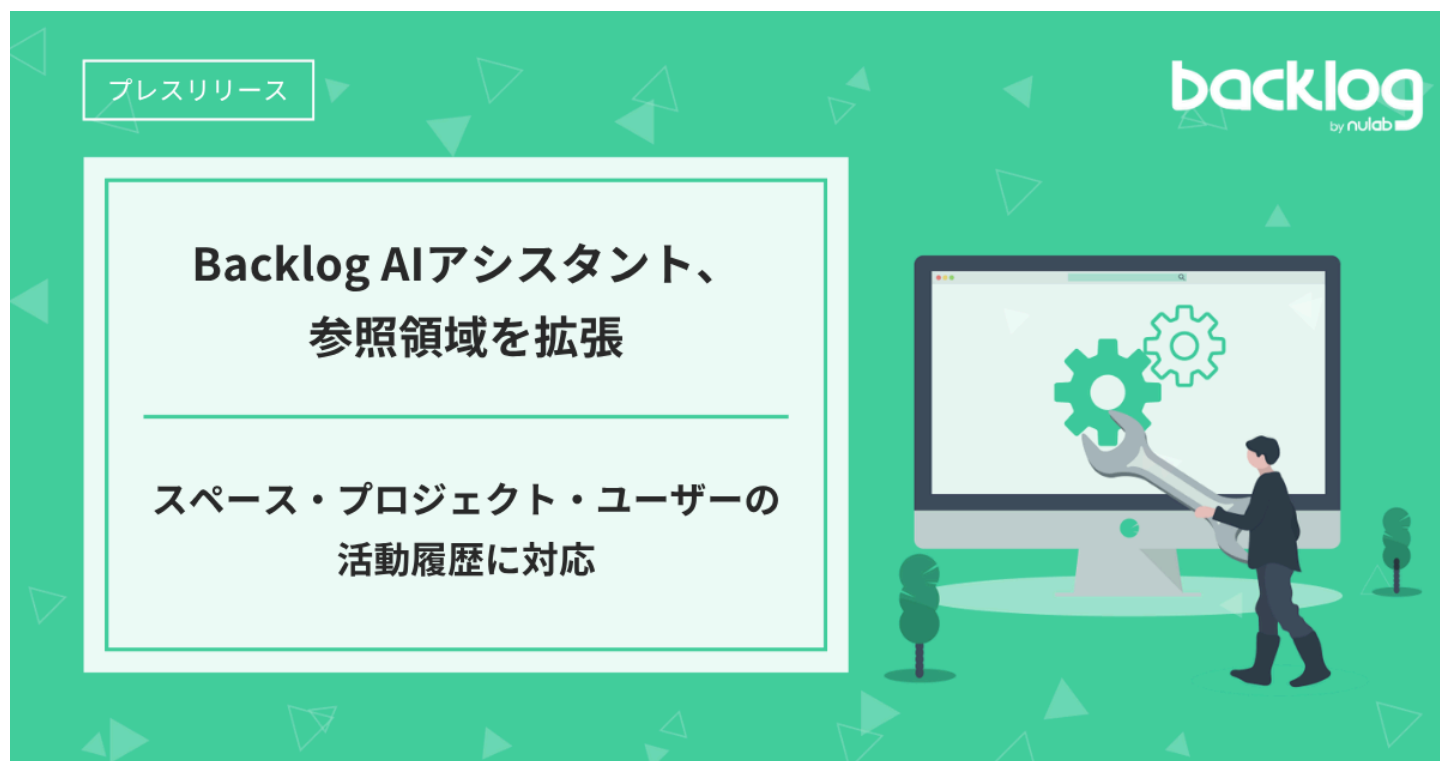 プレスリリース
backlog
by nulab
Backlog AIアシスタント、
参照領域を拡張
スペース・プロジェクト・ユーザーの
活動履歴に対応